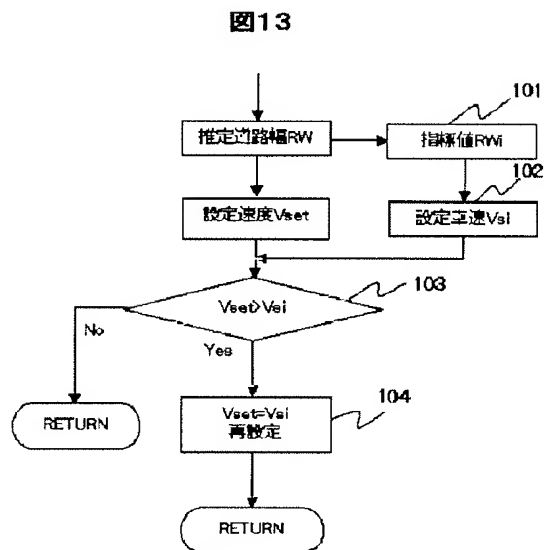 図13
101
推定道路幅RW
指標値RWi
102
設定速度Vset
設定車速Vsi
103
Vset>Vsi
No
Yes
RETURN
Vset=Vsi
再設定
104
RETURN